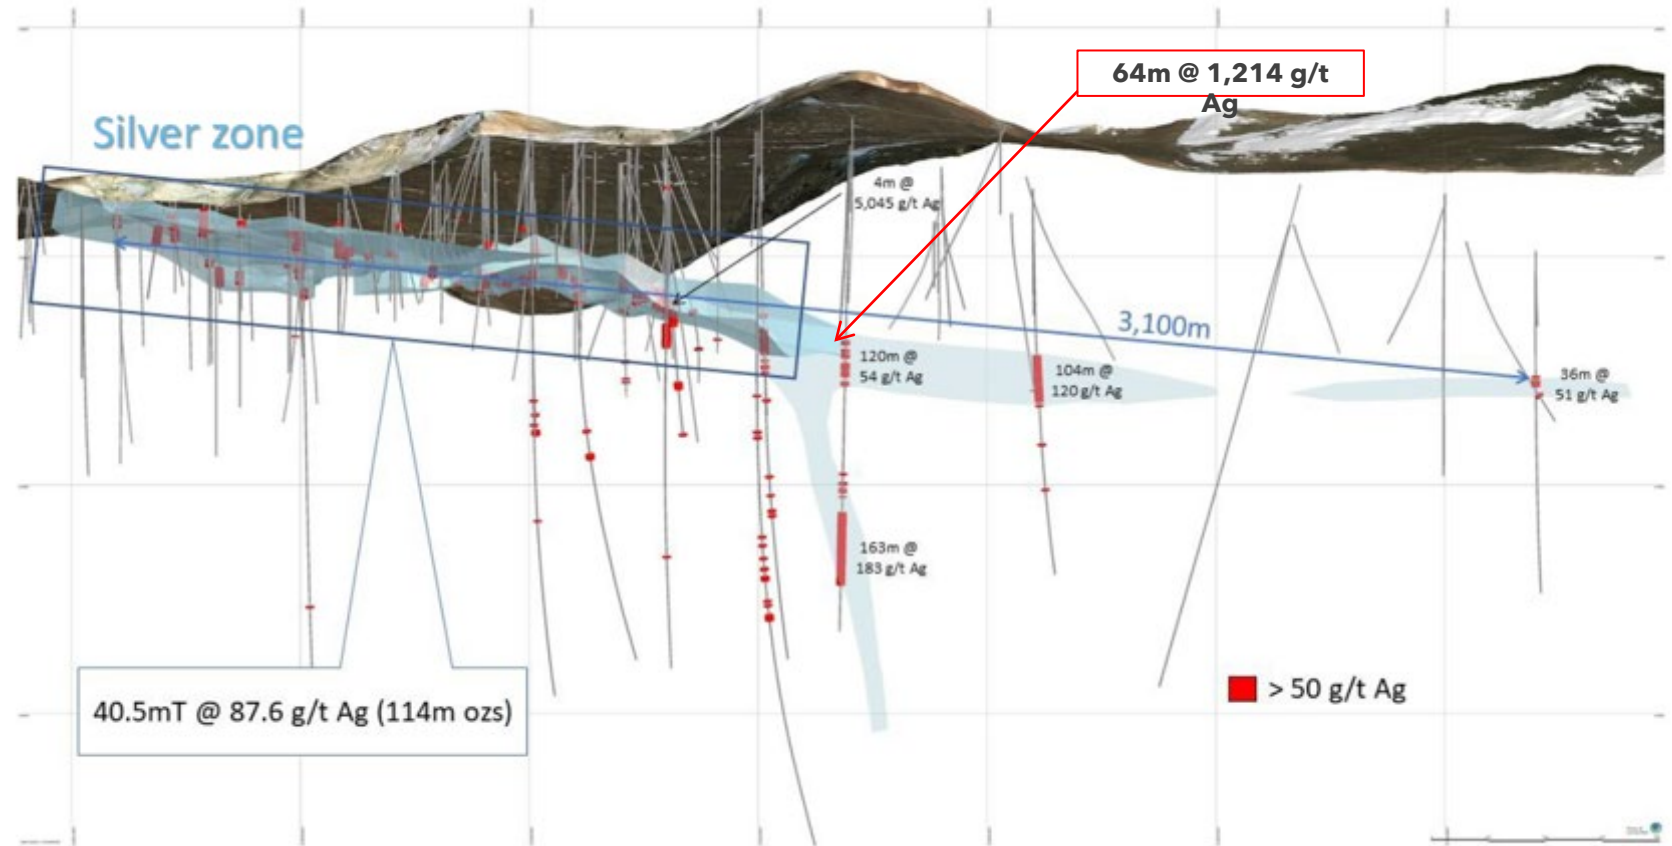 64m @ 1,214 g/t
Ag
Silver zone
4m @
5,045 g/t Ag
3,100m
120m @
54 g/t Ag
104m @
120 g/t Ag
36m @
51 g/t Ag
163m @
183 g/t Ag
40.5mT @ 87.6 g/t Ag (114m ozs)
> 50 g/t Ag